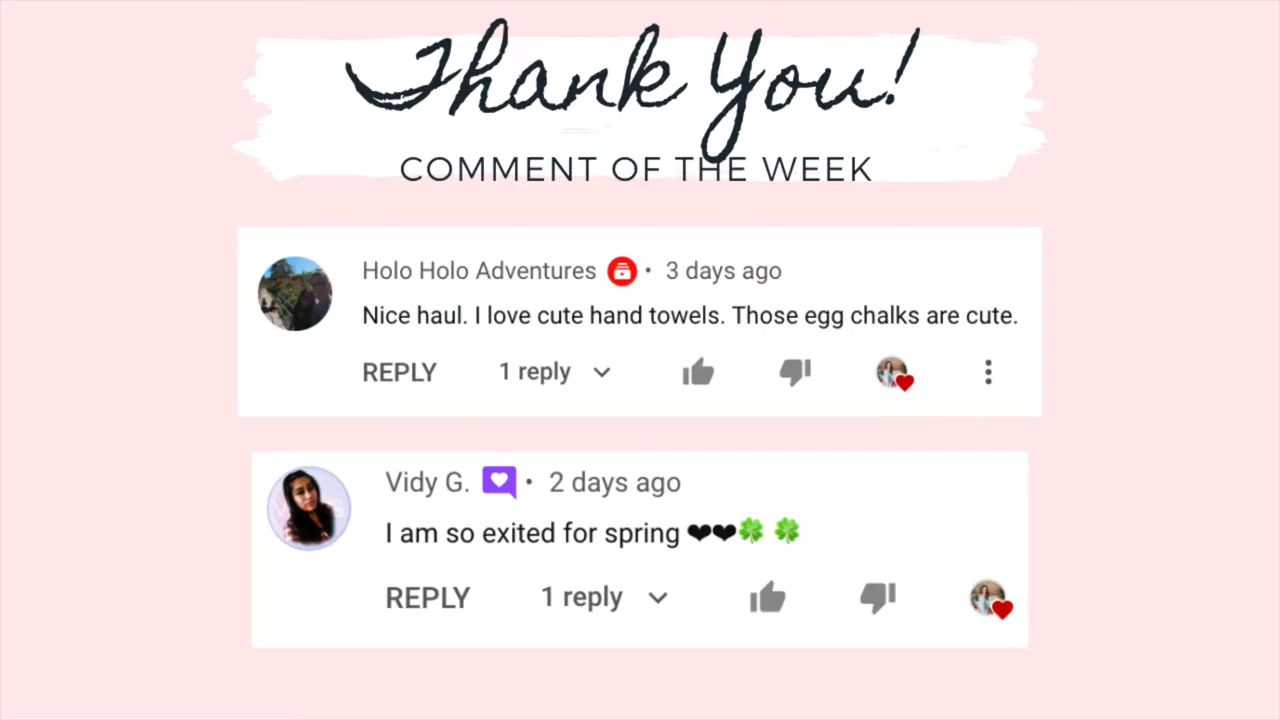 Thank You!
COMMENT OF THE WEEK
Holo Holo Adventures • 3 days ago
Nice haul. I love cute hand towels. Those egg chalks are cute.
REPLY 1 reply
Vidy G. • 2 days ago
I am so exited for spring ❤❤🍀 🍀
REPLY 1 reply